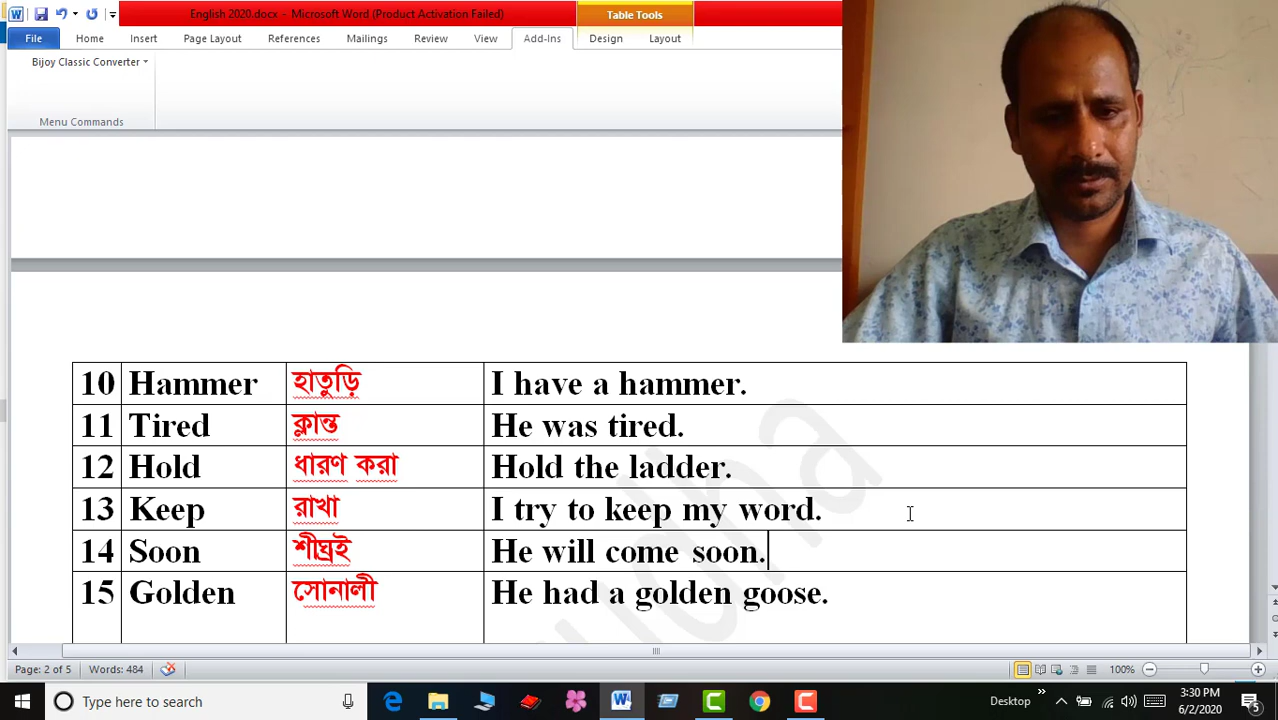 English 2020.docx - Microsoft Word (Product Activation Failed)
Table Tools
File Home Insert Page Layout References Mailings Review View Add-Ins Design Layout
Bijoy Classic Converter
Menu Commands
10 Hammer হাতুড়ি I have a hammer.
11 Tired ক্লান্ত He was tired.
12 Hold ধারণ করা Hold the ladder.
13 Keep রাখা I try to keep my word.
14 Soon শীঘ্রই He will come soon.
15 Golden সোনালী He had a golden goose.
Page: 2 of 5 Words: 484 100%
Type here to search Desktop 3:30 PM
6/2/2020 5